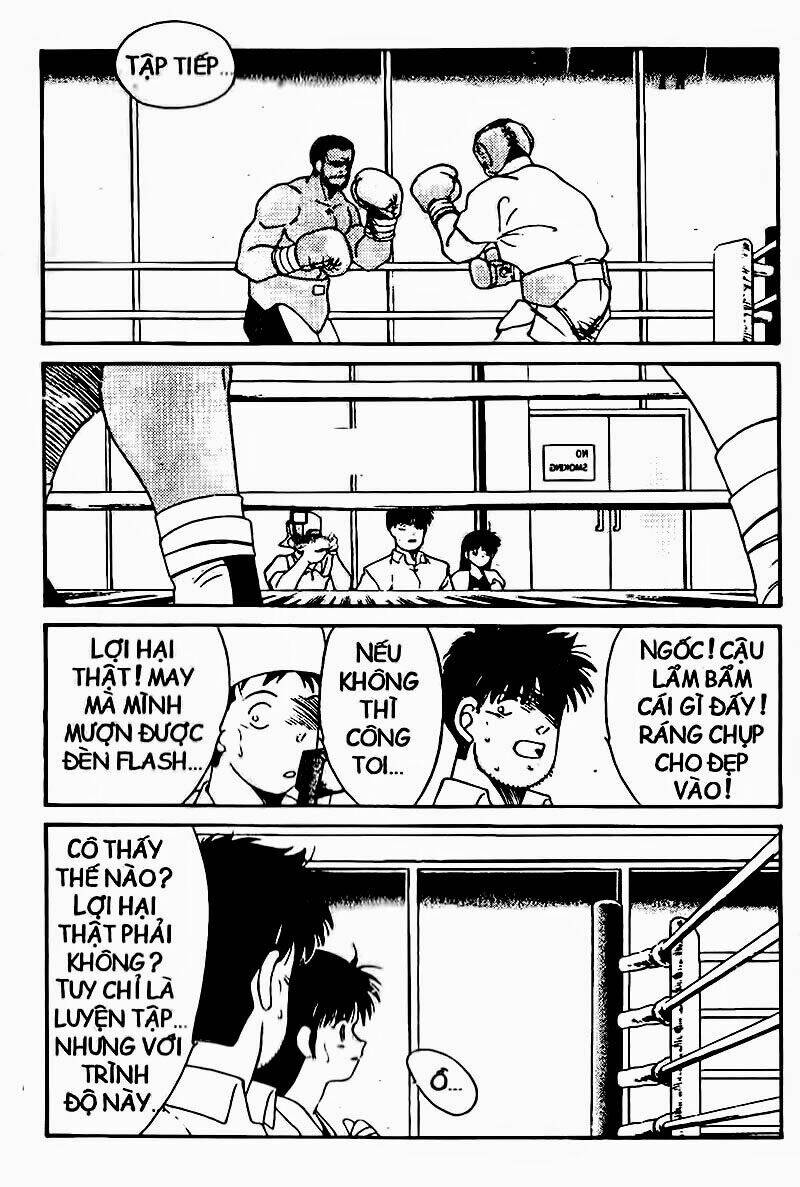 TẬP TIẾP...
NO
SMOKING
LỢI HẠI
THẬT! MAY
MÀ MÌNH
MƯỢN ĐƯỢC
ĐÈN FLASH...
NẾU
KHÔNG
THÌ
CÔNG
TOI...
NGỐC! CẬU
LẨM BẨM
CÁI GÌ ĐẤY!
RÁNG CHỤP
CHO ĐẸP
VÀO!
CÔ THẤY
THẾ NÀO?
LỢI HẠI
THẬT PHẢI
KHÔNG?
TUY CHỈ LÀ
LUYỆN TẬP...
NHƯNG VỚI
TRÌNH
ĐỘ NÀY...
Ồ...